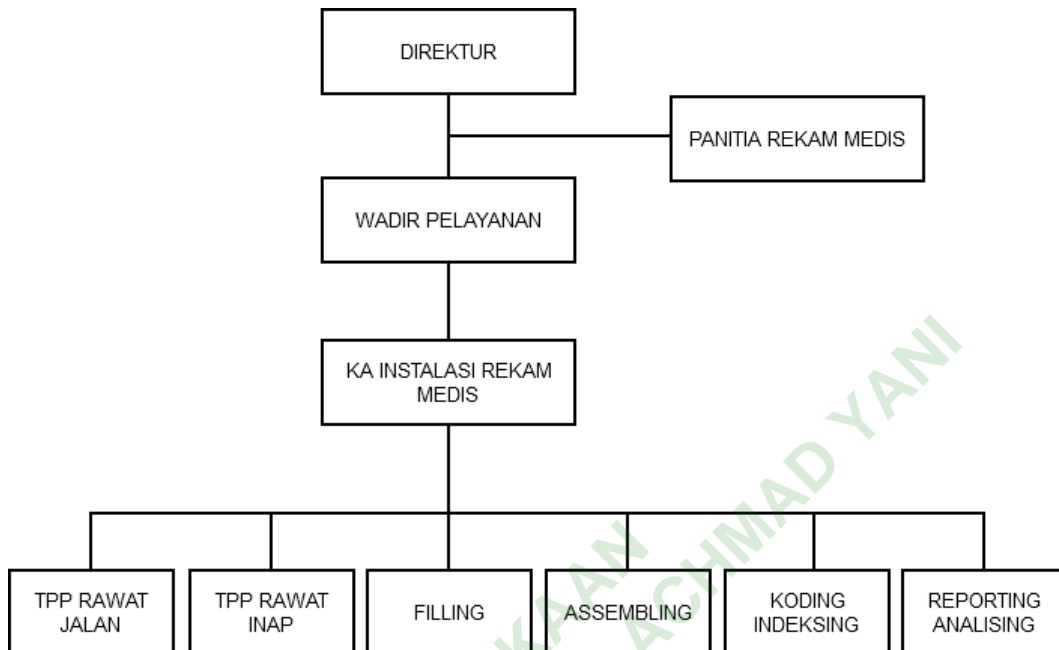 DIREKTUR
PANITIA REKAM MEDIS
WADIR PELAYANAN
KA INSTALASI REKAM
MEDIS
TPP RAWAT
JALAN
TPP RAWAT
INAP
FILLING
ASSEMBLING
KODING
INDEKSING
REPORTING
ANALISING
KAAN
ACHMAD YANI